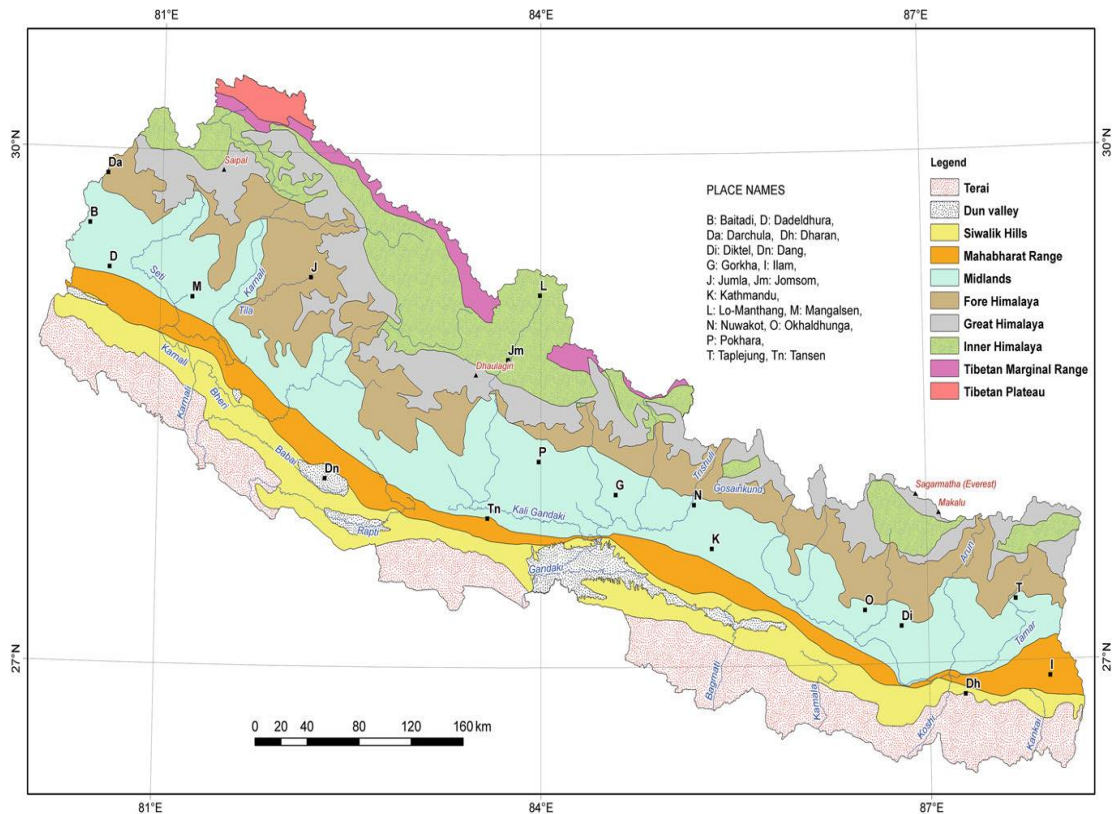 81°E
84°E
87°E
30°N
30°N
Legend
Terai
Dun valley
Siwalik Hills
Mahabharat Range
Midlands
Fore Himalaya
Great Himalaya
Inner Himalaya
Tibetan Marginal Range
Tibetan Plateau
PLACE NAMES
B: Baitadi, D: Dadeldhura,
Da: Darchula, Dh: Dharan,
Di: Diktel, Dn: Dang,
G: Gorkha, I: Ilam,
J: Jumla, Jm: Jomsom,
K: Kathmandu,
L: Lo-Manthang, M: Mangalsen,
N: Nuwakot, O: Okhaldhunga,
P: Pokhara,
T: Taplejung, Tn: Tansen
Da
Saipal
B
D
Seti
M
Karnali
J
Tila
L
Jm
Dhaulagiri
Karnali
Karnali
Bheri
Babai
Dn
Rapti
P
G
Trishuli
Gosainkund
N
Tn
Kali Gandaki
K
Gandaki
Sagarmatha (Everest)
Makalu
Arun
T
O
Di
Tamar
I
Dh
Bagmati
Kamala
Koshi
Kankai
27°N
27°N
0 20 40 80 120 160 km
81°E
84°E
87°E